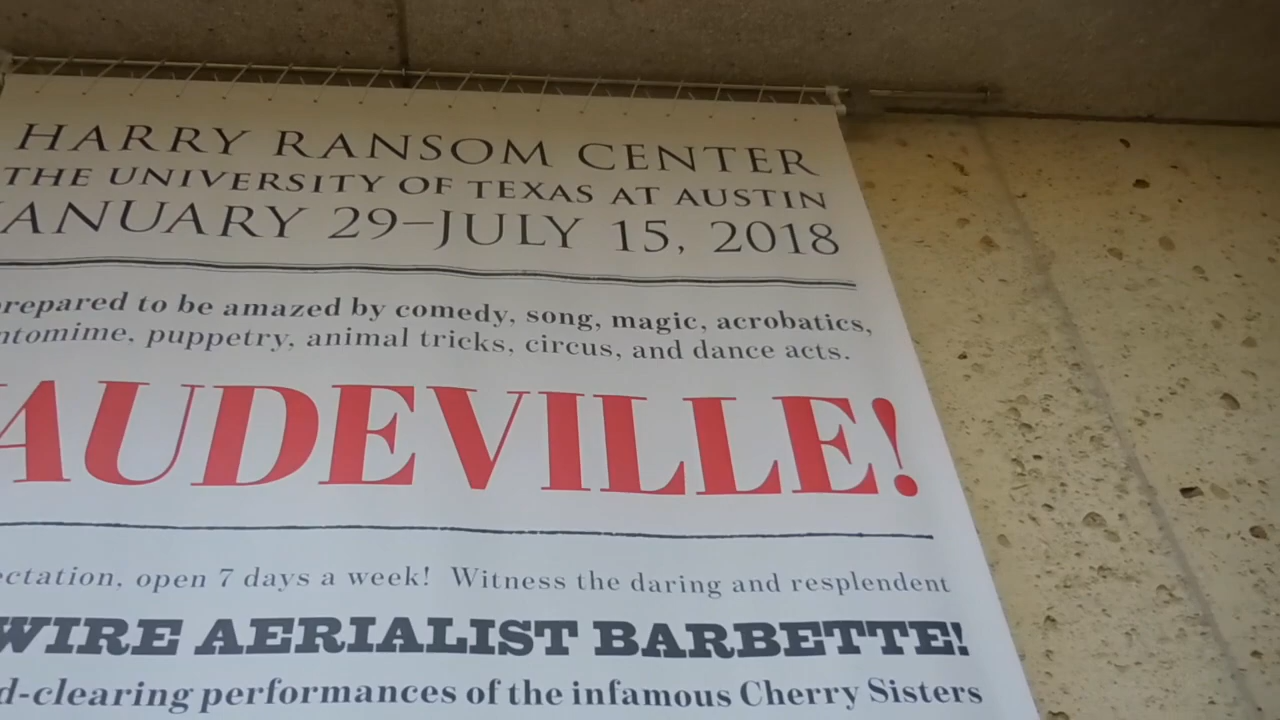 HARRY RANSOM CENTER
THE UNIVERSITY OF TEXAS AT AUSTIN
ANUARY 29–JULY 15, 2018
repared to be amazed by comedy, song, magic, acrobatics,
ntomime, puppetry, animal tricks, circus, and dance acts.
AUDEVILLE!
ectation, open 7 days a week! Witness the daring and resplendent
WIRE AERIALIST BARBETTE!
d-clearing performances of the infamous Cherry Sisters